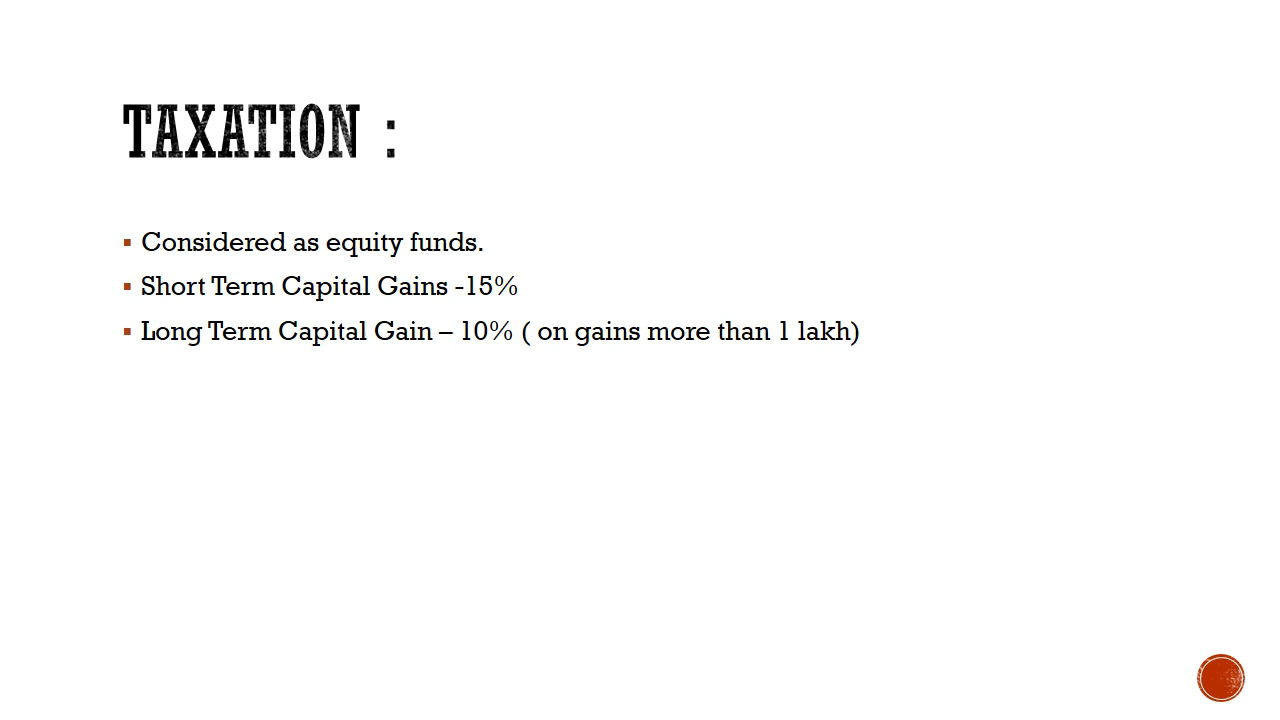 TAXATION :
Considered as equity funds.
Short Term Capital Gains -15%
Long Term Capital Gain – 10% ( on gains more than 1 lakh)